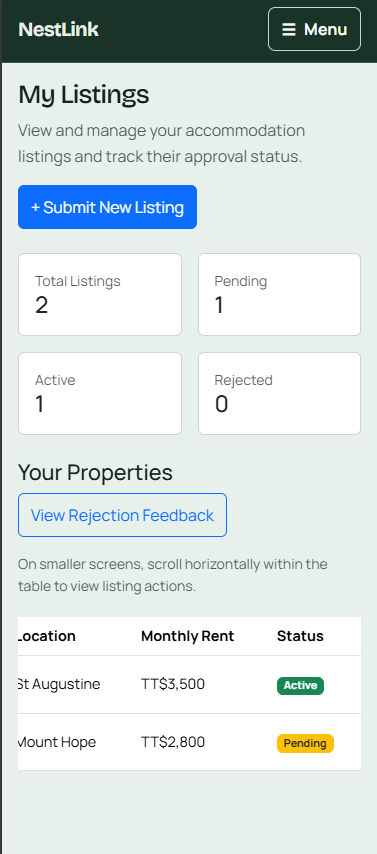 NestLink
☰ Menu
My Listings
View and manage your accommodation
listings and track their approval status.
+ Submit New Listing
Total Listings
2
Pending
1
Active
1
Rejected
0
Your Properties
View Rejection Feedback
On smaller screens, scroll horizontally within the
table to view listing actions.
Location Monthly Rent Status
St Augustine TT$3,500 Active
Mount Hope TT$2,800 Pending